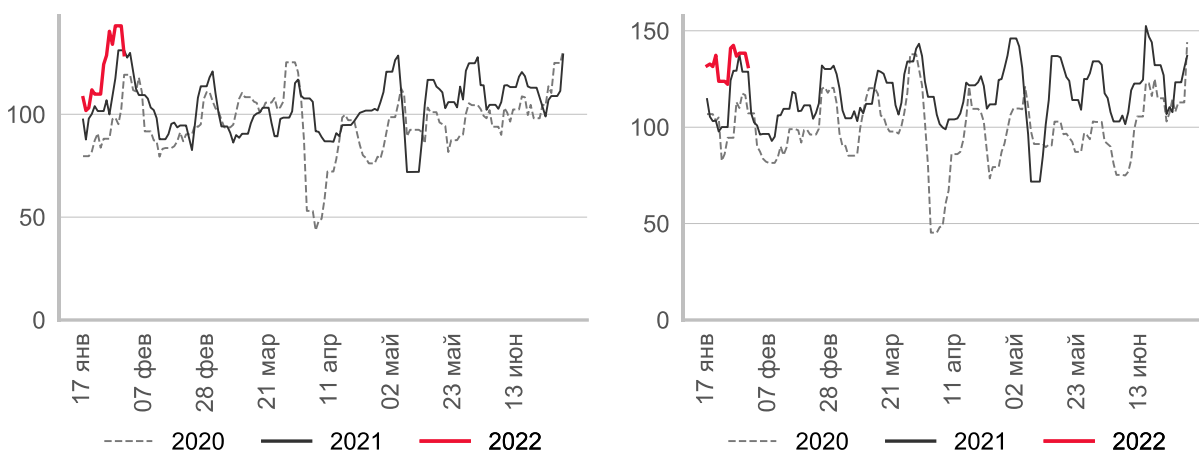 100
50
0
17 янв
07 фев
28 фев
21 мар
11 апр
02 май
23 май
13 июн
2020 2021 2022
150
100
50
0
17 янв
07 фев
28 фев
21 мар
11 апр
02 май
23 май
13 июн
2020 2021 2022